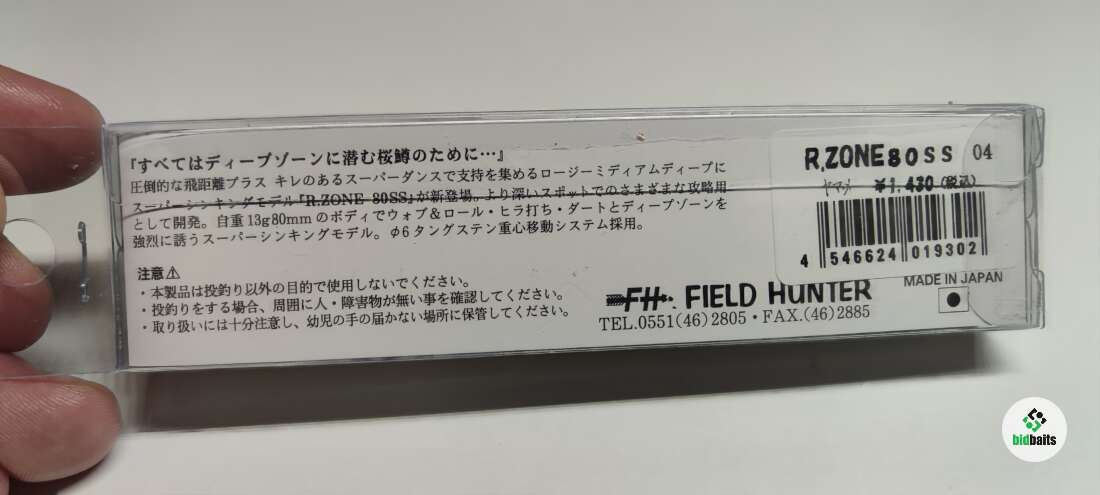 『すべてはディープゾーンに潜む桜鱒のために…』
圧倒的な飛距離プラス キレのあるスーパーダンスで支持を集めるロージーミディアムディープに
スーパーシンキングモデル「R.ZONE 80SS」が新登場。より深いスポットでのさまざまな攻略用
として開発。自重13g80mmのボディでウォブ&ロール・ヒラ打ち・ダートとディープゾーンを
強烈に誘うスーパーシンキングモデル。φ6タングステン重心移動システム採用。
注意⚠
・本製品は投釣り以外の目的で使用しないでください。
・投釣りをする場合、周囲に人・障害物が無い事を確認してください。
・取り扱いには十分注意し、幼児の手の届かない場所に保管してください。
R.ZONE80SS 04
ヤマメ ¥1,430(税込)
4 546624 019302
MADE IN JAPAN
FH. FIELD HUNTER
TEL.0551(46)2805・FAX.(46)2885
bidbaits